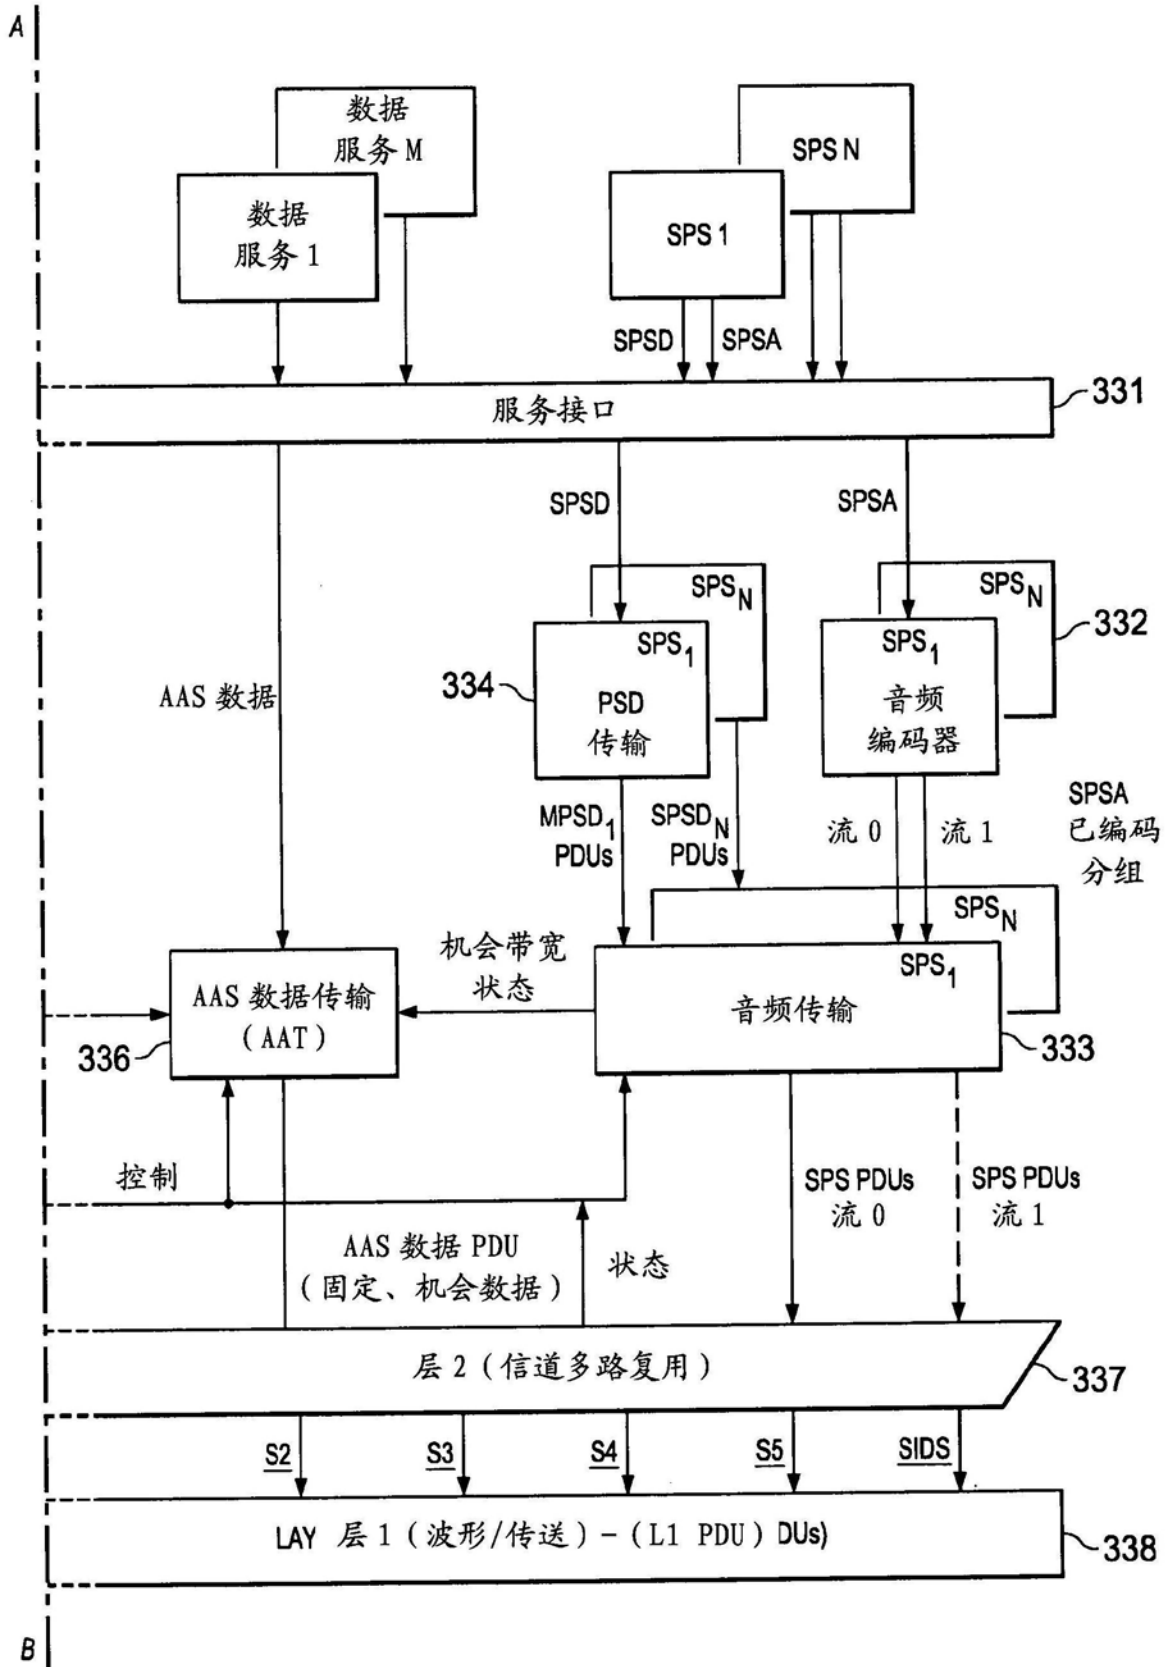 A
数据
服务 M
SPS N
数据
服务 1
SPS 1
SPSD
SPSA
服务接口
331
SPSD
SPSA
SPSN
SPSN
332
SPS1
SPS1
334
PSD
传输
音频
编码器
AAS 数据
MPSD1
PDUs
SPSDN
PDUs
流 0
流 1
SPSA
已编码
分组
SPSN
机会带宽
状态
SPS1
AAS 数据传输
(AAT)
音频传输
336
333
控制
SPS PDUs
流 0
SPS PDUs
流 1
AAS 数据 PDU
(固定、机会数据)
状态
层 2 (信道多路复用)
337
S2
S3
S4
S5
SIDS
LAY 层 1 (波形/传送) - (L1 PDU) DUs)
338
B